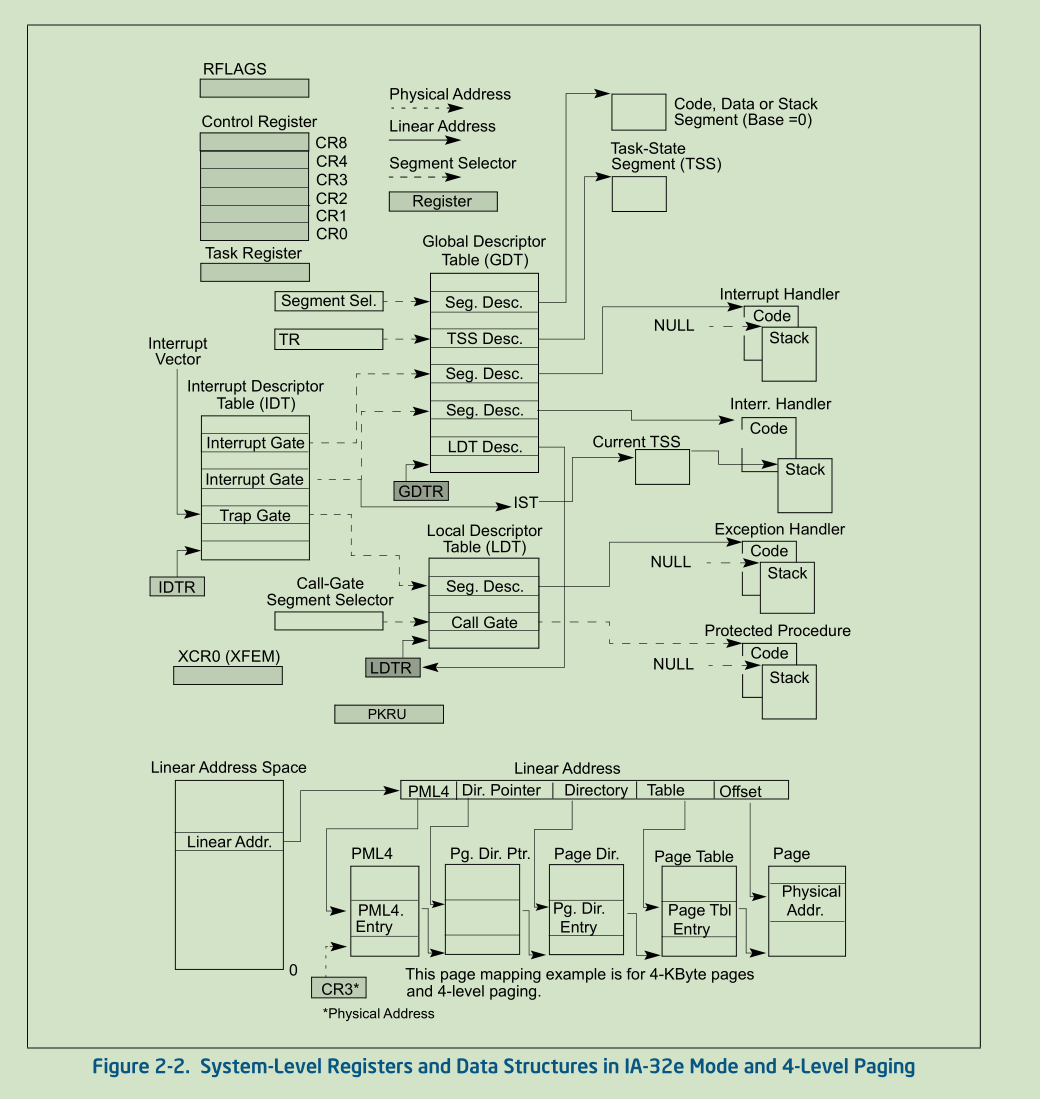 RFLAGS
Control Register
CR8
CR4
CR3
CR2
CR1
CR0
Task Register
Physical Address
Linear Address
Segment Selector
Register
Code, Data or Stack
Segment (Base =0)
Task-State
Segment (TSS)
Global Descriptor
Table (GDT)
Segment Sel.
Seg. Desc.
TR
TSS Desc.
Seg. Desc.
Seg. Desc.
LDT Desc.
GDTR
Interrupt Handler
Code
NULL
Stack
Interrupt
Vector
Interrupt Descriptor
Table (IDT)
Interrupt Gate
Interrupt Gate
Trap Gate
IDTR
Interr. Handler
Code
Current TSS
Stack
IST
Local Descriptor
Table (LDT)
Seg. Desc.
Call Gate
Call-Gate
Segment Selector
LDTR
Exception Handler
Code
NULL
Stack
Protected Procedure
Code
NULL
Stack
XCR0 (XFEM)
PKRU
Linear Address Space
Linear Addr.
0
Linear Address
PML4 Dir. Pointer Directory Table Offset
PML4
PML4.
Entry
Pg. Dir. Ptr.
Page Dir.
Pg. Dir.
Entry
Page Table
Page Tbl
Entry
Page
Physical
Addr.
CR3*
*Physical Address
This page mapping example is for 4-KByte pages
and 4-level paging.
Figure 2-2. System-Level Registers and Data Structures in IA-32e Mode and 4-Level Paging